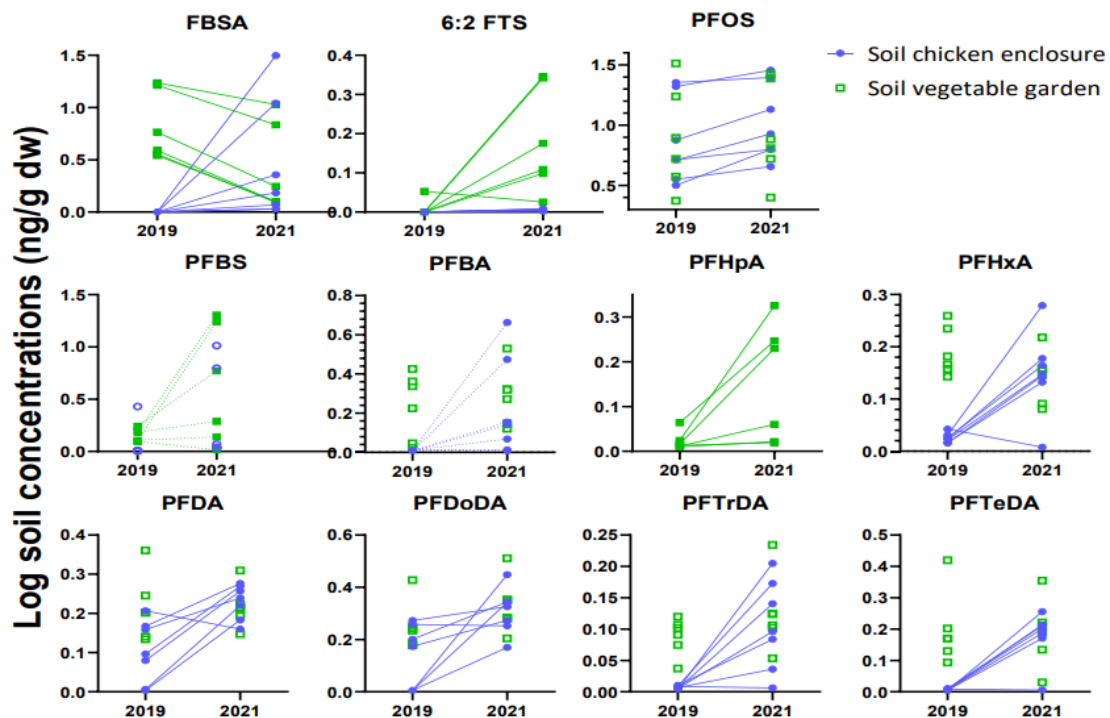 FBSA 6:2 FTS PFOS
Soil chicken enclosure
Soil vegetable garden
Log soil concentrations (ng/g dw)
1.5 0.4 1.5
1.0 0.3 1.0
0.5 0.2 0.5
0.0 0.1
0.0
2019 2021 2019 2021 2019 2021
PFBS PFBA PFHpA PFHxA
1.5 0.8 0.3 0.3
1.0 0.6 0.2 0.2
0.5 0.4 0.1 0.1
0.0 0.2 0.0 0.0
0.0
2019 2021 2019 2021 2019 2021 2019 2021
PFDA PFDoDA PFTrDA PFTeDA
0.4 0.6 0.25 0.5
0.3 0.4 0.20 0.4
0.2 0.2 0.15 0.3
0.1 0.0 0.10 0.2
0.0 0.05 0.1
0.00 0.0
2019 2021 2019 2021 2019 2021 2019 2021